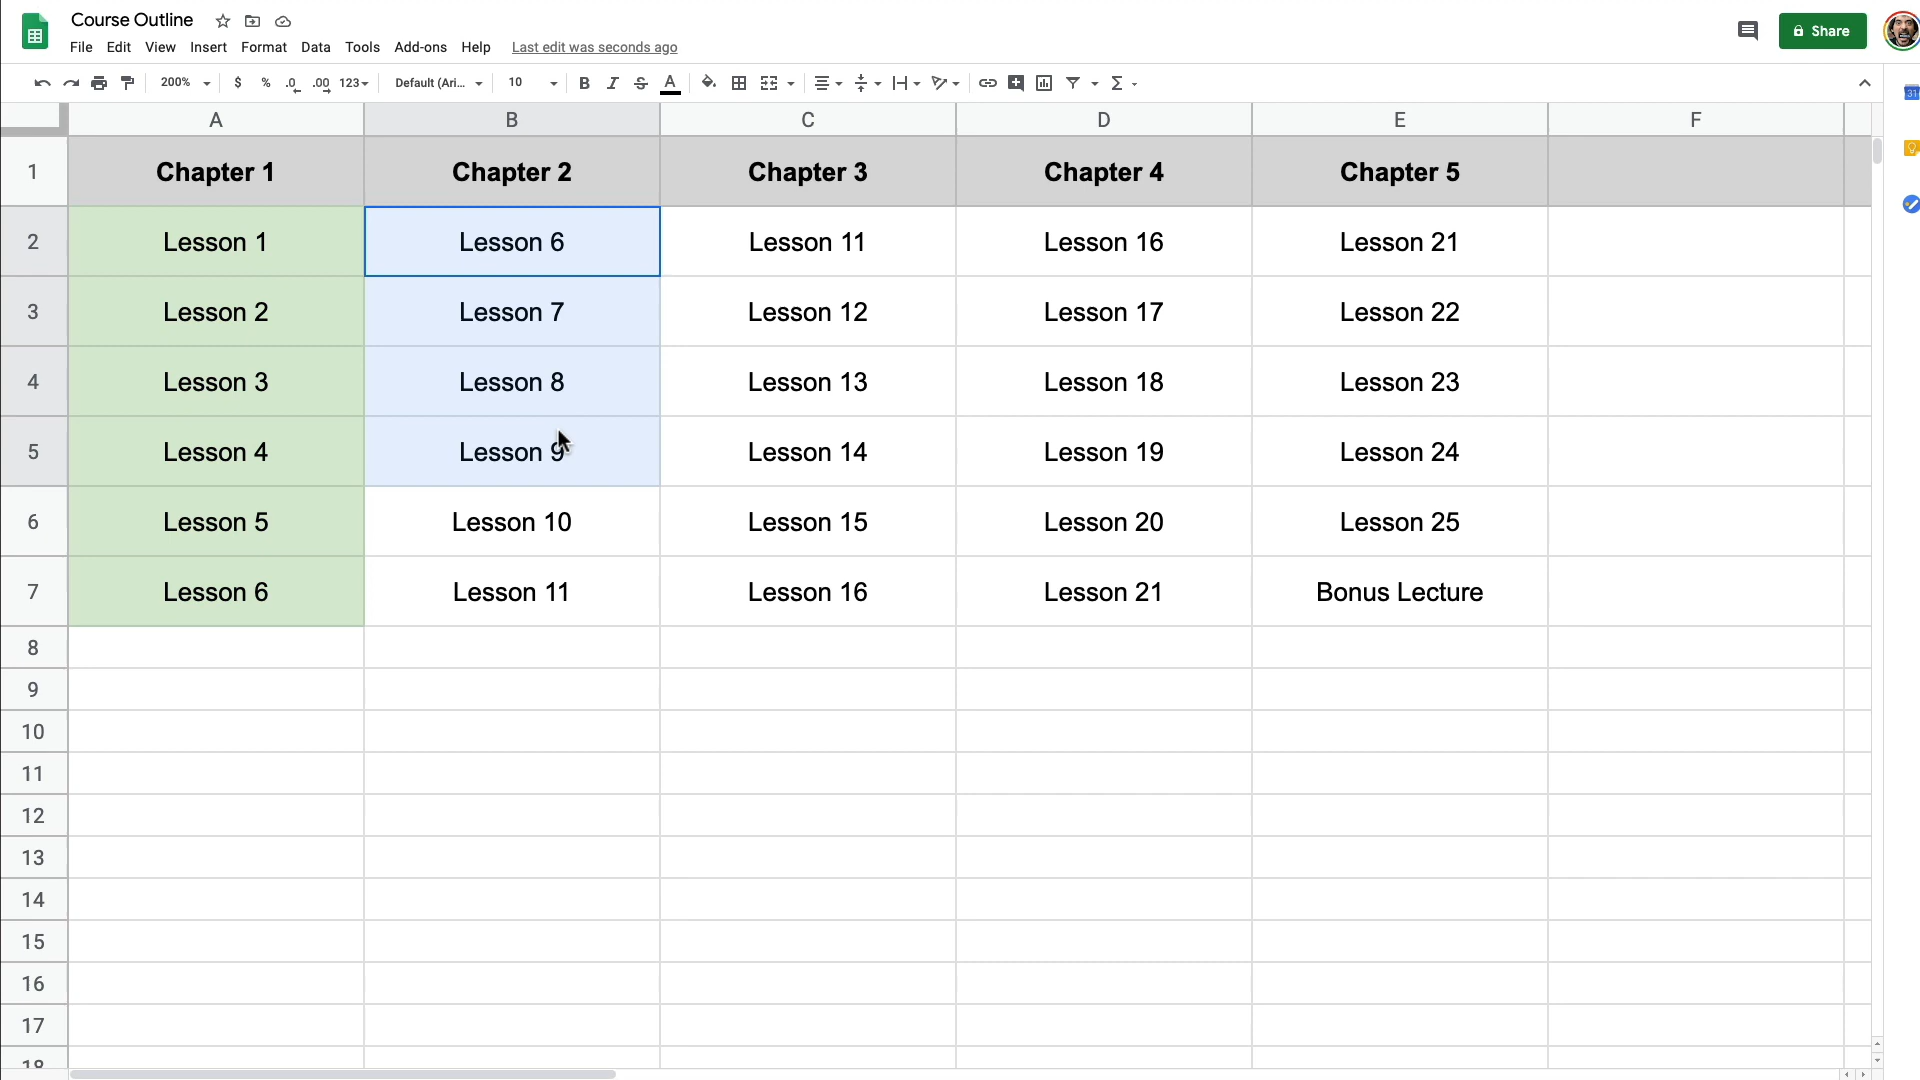 Course Outline
File Edit View Insert Format Data Tools Add-ons Help Last edit was seconds ago
Share
200% $ % .0 .00 123 Default (Ari... 10 B I S A Σ
31
A B C D E F
1 Chapter 1 Chapter 2 Chapter 3 Chapter 4 Chapter 5
2 Lesson 1 Lesson 6 Lesson 11 Lesson 16 Lesson 21
3 Lesson 2 Lesson 7 Lesson 12 Lesson 17 Lesson 22
4 Lesson 3 Lesson 8 Lesson 13 Lesson 18 Lesson 23
5 Lesson 4 Lesson 9 Lesson 14 Lesson 19 Lesson 24
6 Lesson 5 Lesson 10 Lesson 15 Lesson 20 Lesson 25
7 Lesson 6 Lesson 11 Lesson 16 Lesson 21 Bonus Lecture
8
9
10
11
12
13
14
15
16
17
18